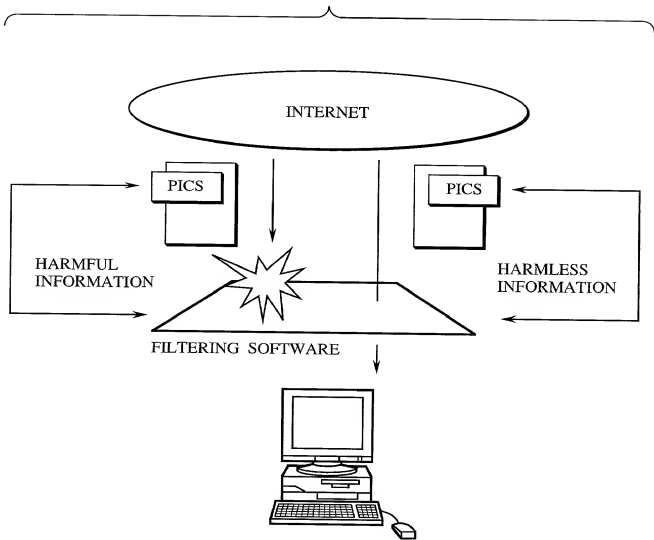 INTERNET
PICS
PICS
HARMFUL
INFORMATION
HARMLESS
INFORMATION
FILTERING SOFTWARE